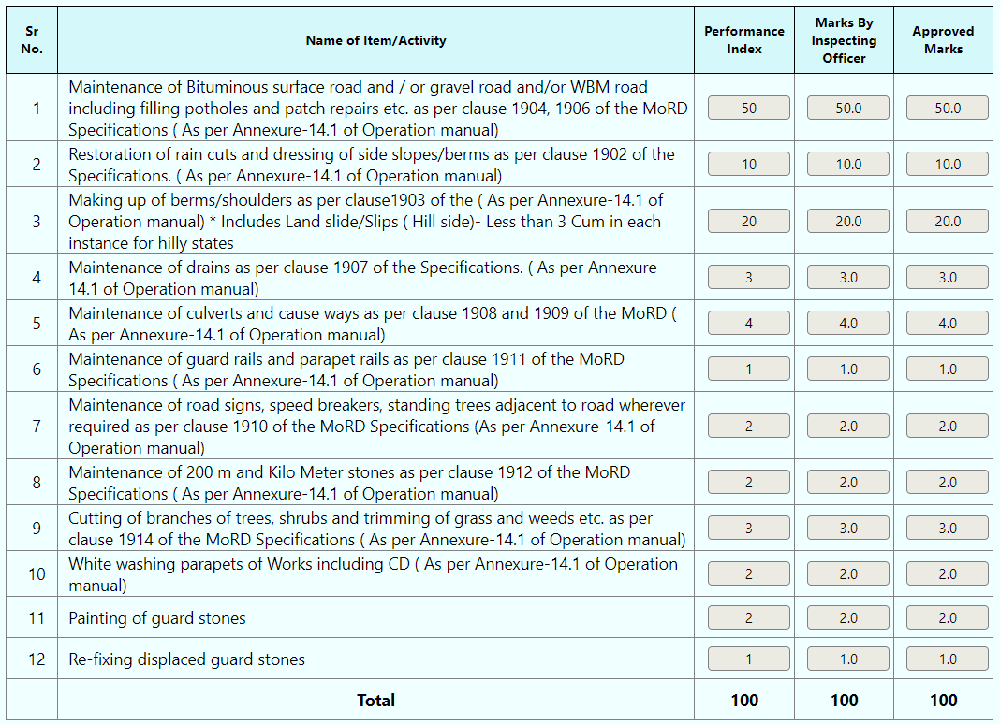 Sr No.
Name of Item/Activity
Performance Index
Marks By Inspecting Officer
Approved Marks
1
Maintenance of Bituminous surface road and / or gravel road and/or WBM road
including filling potholes and patch repairs etc. as per clause 1904, 1906 of the MoRD
Specifications ( As per Annexure-14.1 of Operation manual)
50
50.0
50.0
2
Restoration of rain cuts and dressing of side slopes/berms as per clause 1902 of the
Specifications. ( As per Annexure-14.1 of Operation manual)
10
10.0
10.0
3
Making up of berms/shoulders as per clause1903 of the ( As per Annexure-14.1 of
Operation manual) * Includes Land slide/Slips ( Hill side)- Less than 3 Cum in each
instance for hilly states
20
20.0
20.0
4
Maintenance of drains as per clause 1907 of the Specifications. ( As per Annexure-
14.1 of Operation manual)
3
3.0
3.0
5
Maintenance of culverts and cause ways as per clause 1908 and 1909 of the MoRD (
As per Annexure-14.1 of Operation manual)
4
4.0
4.0
6
Maintenance of guard rails and parapet rails as per clause 1911 of the MoRD
Specifications ( As per Annexure-14.1 of Operation manual)
1
1.0
1.0
7
Maintenance of road signs, speed breakers, standing trees adjacent to road wherever
required as per clause 1910 of the MoRD Specifications (As per Annexure-14.1 of
Operation manual)
2
2.0
2.0
8
Maintenance of 200 m and Kilo Meter stones as per clause 1912 of the MoRD
Specifications ( As per Annexure-14.1 of Operation manual)
2
2.0
2.0
9
Cutting of branches of trees, shrubs and trimming of grass and weeds etc. as per
clause 1914 of the MoRD Specifications ( As per Annexure-14.1 of Operation manual)
3
3.0
3.0
10
White washing parapets of Works including CD ( As per Annexure-14.1 of Operation
manual)
2
2.0
2.0
11
Painting of guard stones
2
2.0
2.0
12
Re-fixing displaced guard stones
1
1.0
1.0
Total
100
100
100